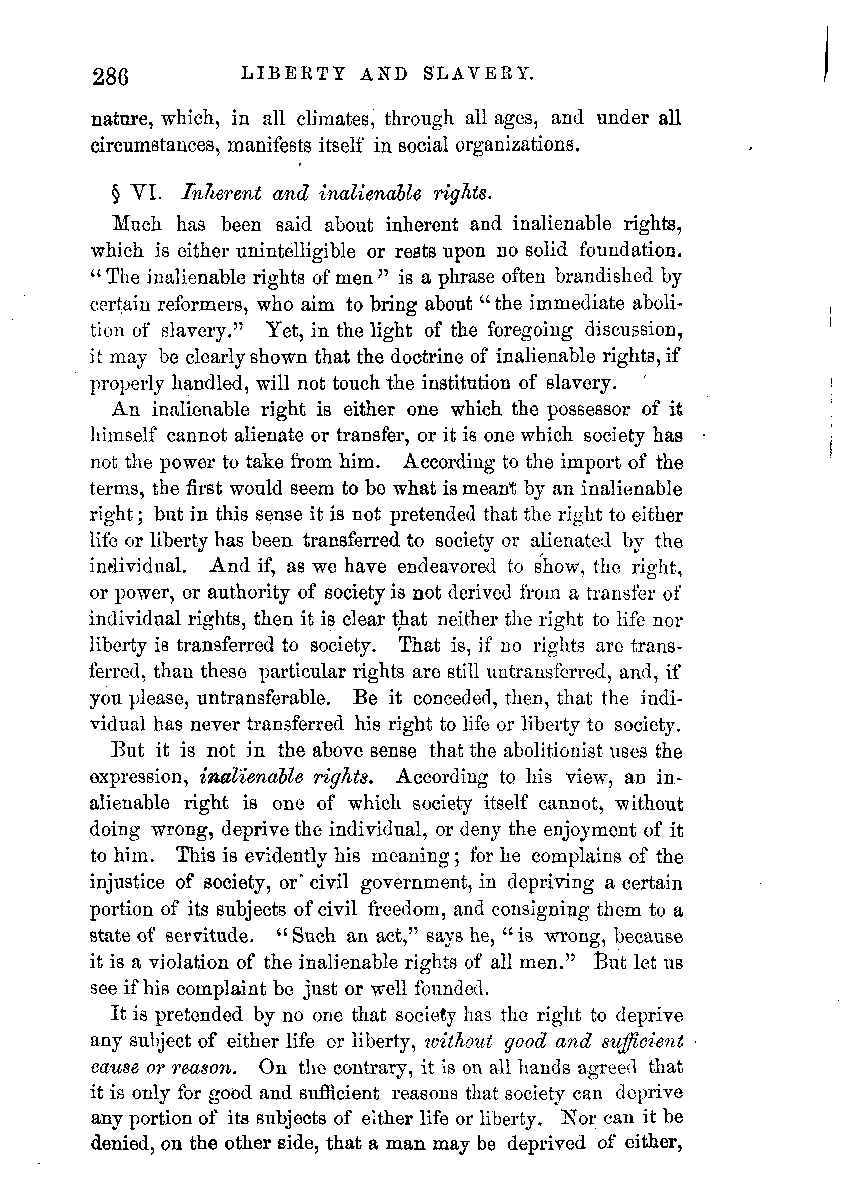 286 LIBERTY AND SLAVERY.
nature, which, in all climates, through all ages, and under all
circumstances, manifests itself in social organizations.
§ VI. Inherent and inalienable rights.
Much has been said about inherent and inalienable rights,
which is either unintelligible or rests upon no solid foundation.
"The inalienable rights of men" is a phrase often brandished by
certain reformers, who aim to bring about "the immediate aboli-
tion of slavery." Yet, in the light of the foregoing discussion,
it may be clearly shown that the doctrine of inalienable rights, if
properly handled, will not touch the institution of slavery.
An inalienable right is either one which the possessor of it
himself cannot alienate or transfer, or it is one which society has
not the power to take from him. According to the import of the
terms, the first would seem to be what is meant by an inalienable
right; but in this sense it is not pretended that the right to either
life or liberty has been transferred to society or alienated by the
individual. And if, as we have endeavored to show, the right,
or power, or authority of society is not derived from a transfer of
individual rights, then it is clear that neither the right to life nor
liberty is transferred to society. That is, if no rights are trans-
ferred, than these particular rights are still untransferred, and, if
you please, untransferable. Be it conceded, then, that the indi-
vidual has never transferred his right to life or liberty to society.
But it is not in the above sense that the abolitionist uses the
expression, inalienable rights. According to his view, an in-
alienable right is one of which society itself cannot, without
doing wrong, deprive the individual, or deny the enjoyment of it
to him. This is evidently his meaning; for he complains of the
injustice of society, or civil government, in depriving a certain
portion of its subjects of civil freedom, and consigning them to a
state of servitude. "Such an act," says he, "is wrong, because
it is a violation of the inalienable rights of all men." But let us
see if his complaint be just or well founded.
It is pretended by no one that society has the right to deprive
any subject of either life or liberty, without good and sufficient
cause or reason. On the contrary, it is on all hands agreed that
it is only for good and sufficient reasons that society can deprive
any portion of its subjects of either life or liberty. Nor can it be
denied, on the other side, that a man may be deprived of either,